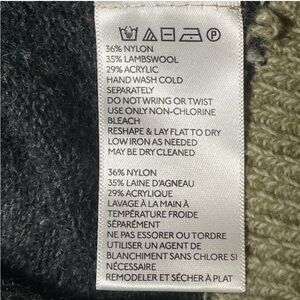 36% NYLON
35% LAMBSWOOL
29% ACRYLIC
HAND WASH COLD
SEPARATELY
DO NOT WRING OR TWIST
USE ONLY NON-CHLORINE
BLEACH
RESHAPE & LAY FLAT TO DRY
LOW IRON AS NEEDED
MAY BE DRY CLEANED
36% NYLON
35% LAINE D'AGNEAU
29% ACRYLIQUE
LAVAGE À LA MAIN À
TEMPÉRATURE FROIDE
SÉPARÉMENT
NE PAS ESSORER OU TORDRE
UTILISER UN AGENT DE
BLANCHIMENT SANS CHLORE SI
NÉCESSAIRE
REMODELER ET SÉCHER À PLAT